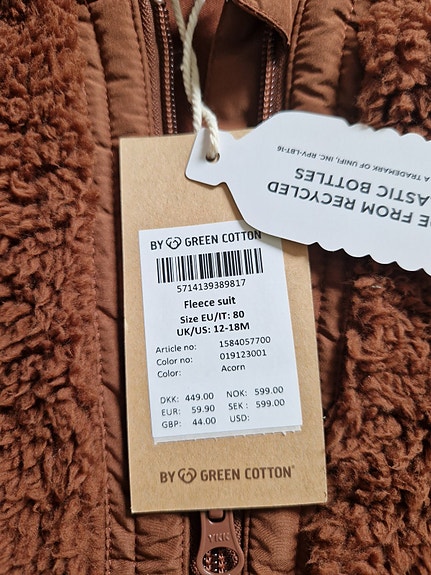 BY GREEN COTTON
5714139389817
Fleece suit
Size EU/IT: 80
UK/US: 12-18M
Article no: 1584057700
Color no: 019123001
Color: Acorn
DKK: 449.00 NOK: 599.00
EUR: 59.90 SEK : 599.00
GBP: 44.00 USD:
BY GREEN COTTON®
E FROM RECYCLED
ASTIC BOTTLES
A TRADEMARK OF UNIFI, INC. RPV-LBT-16
YKK